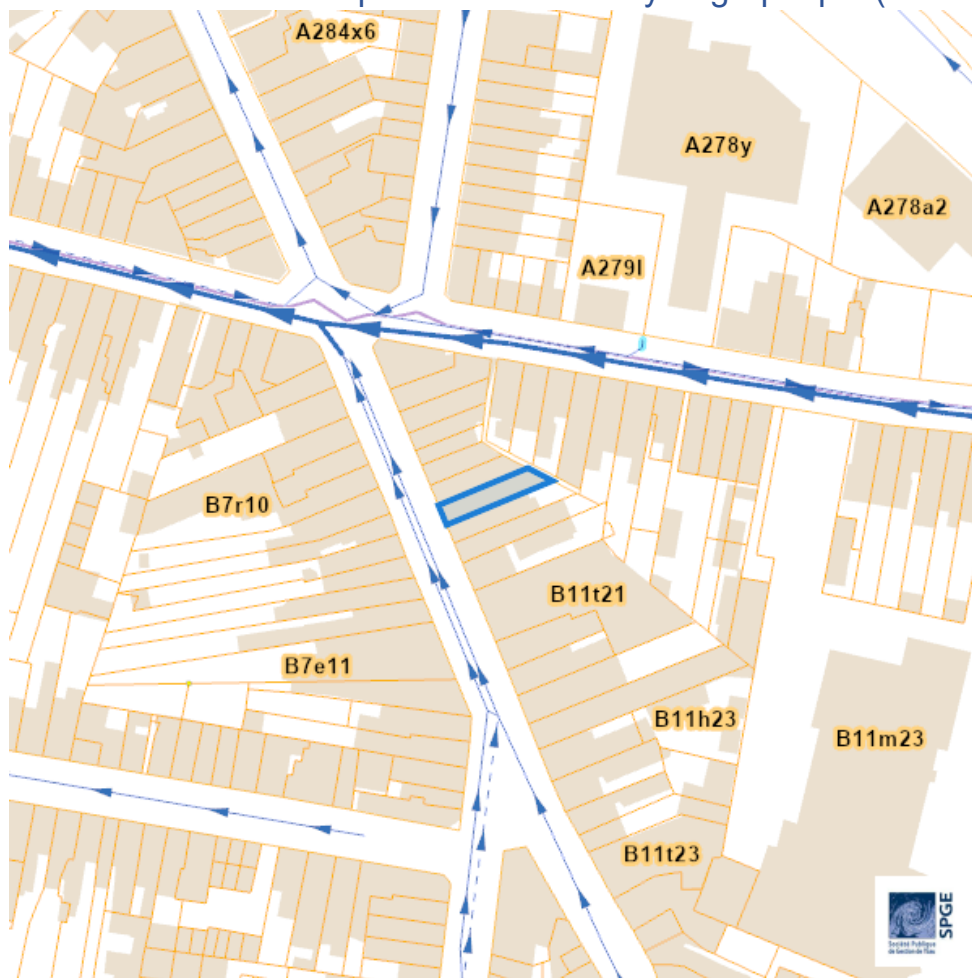 A284x6
A278y
A278a2
A279l
B7r10
B11t21
B7e11
B11h23
B11m23
B11t23
SPGE
Société Publique
de Gestion de l'Eau